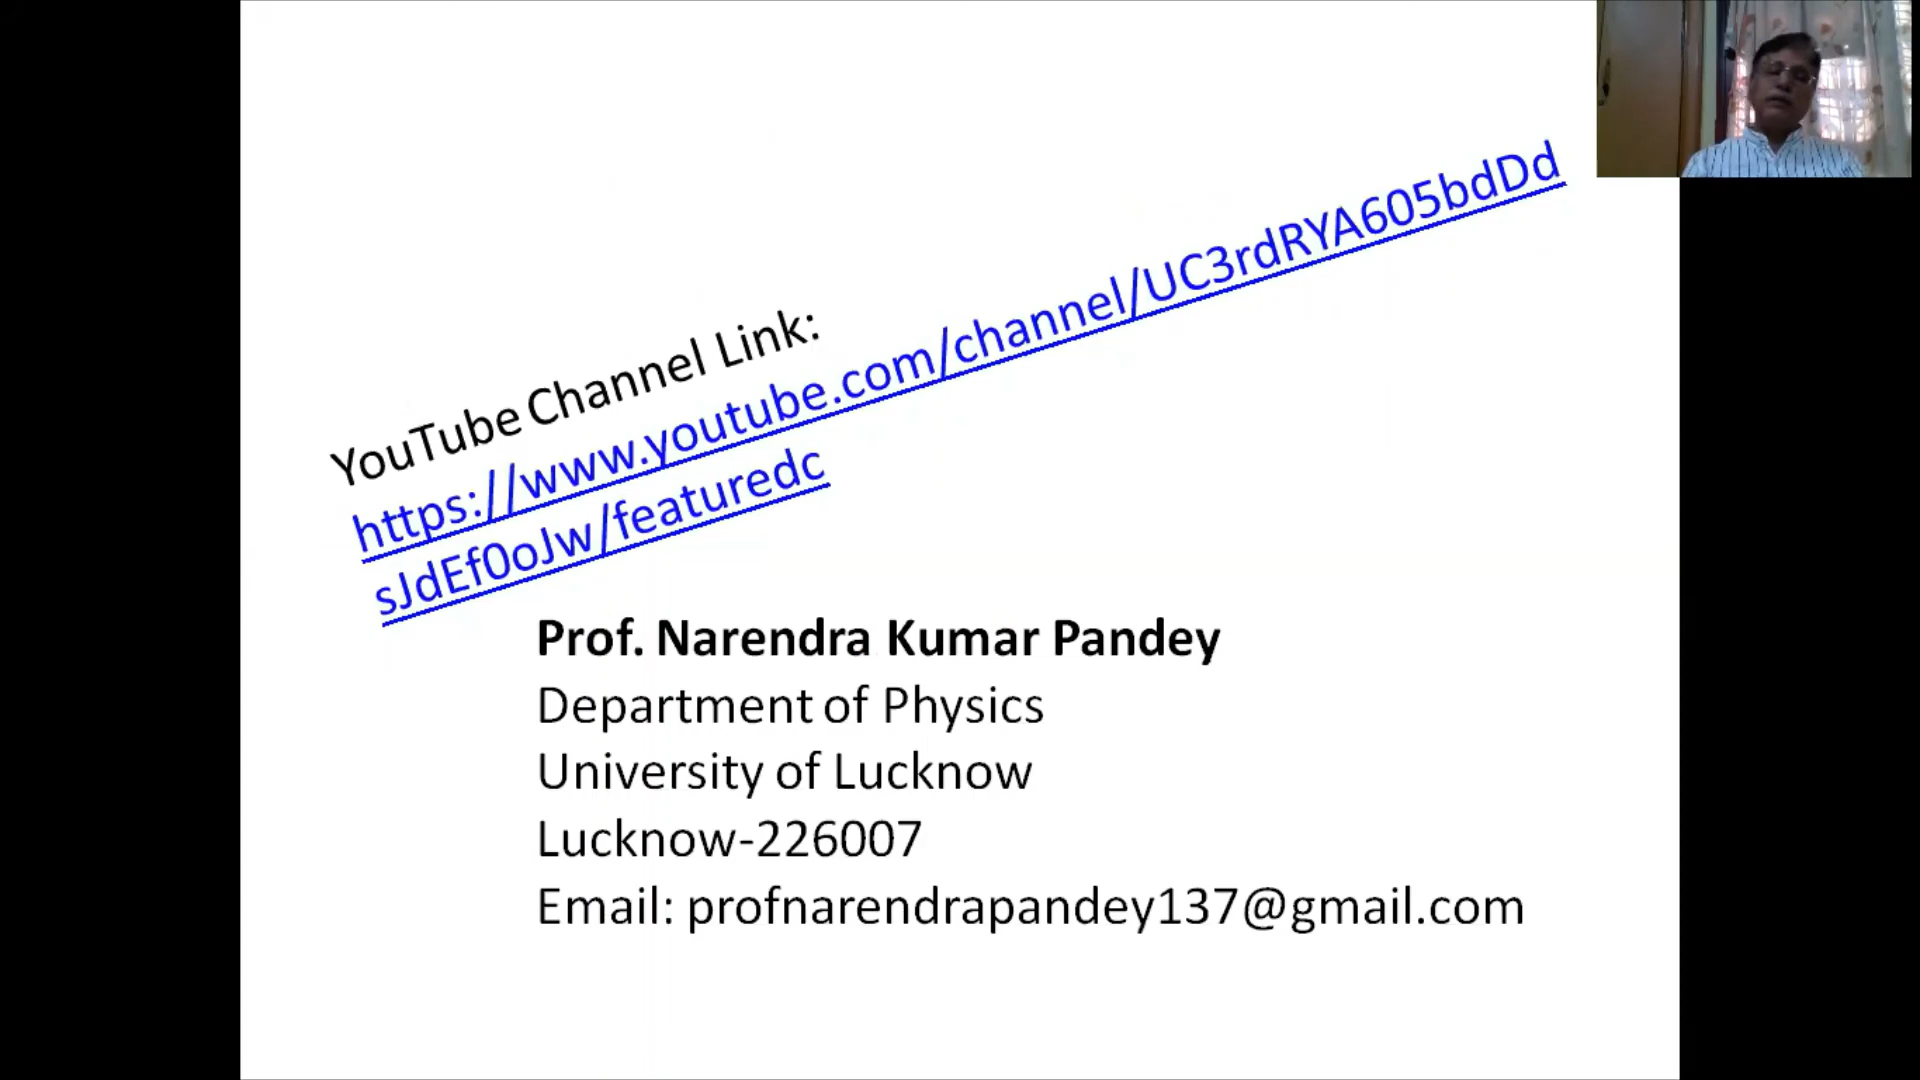 YouTube Channel Link:
https://www.youtube.com/channel/UC3rdRYA605bdDd
sJdEf0oJw/featuredc
Prof. Narendra Kumar Pandey
Department of Physics
University of Lucknow
Lucknow-226007
Email: profnarendrapandey137@gmail.com